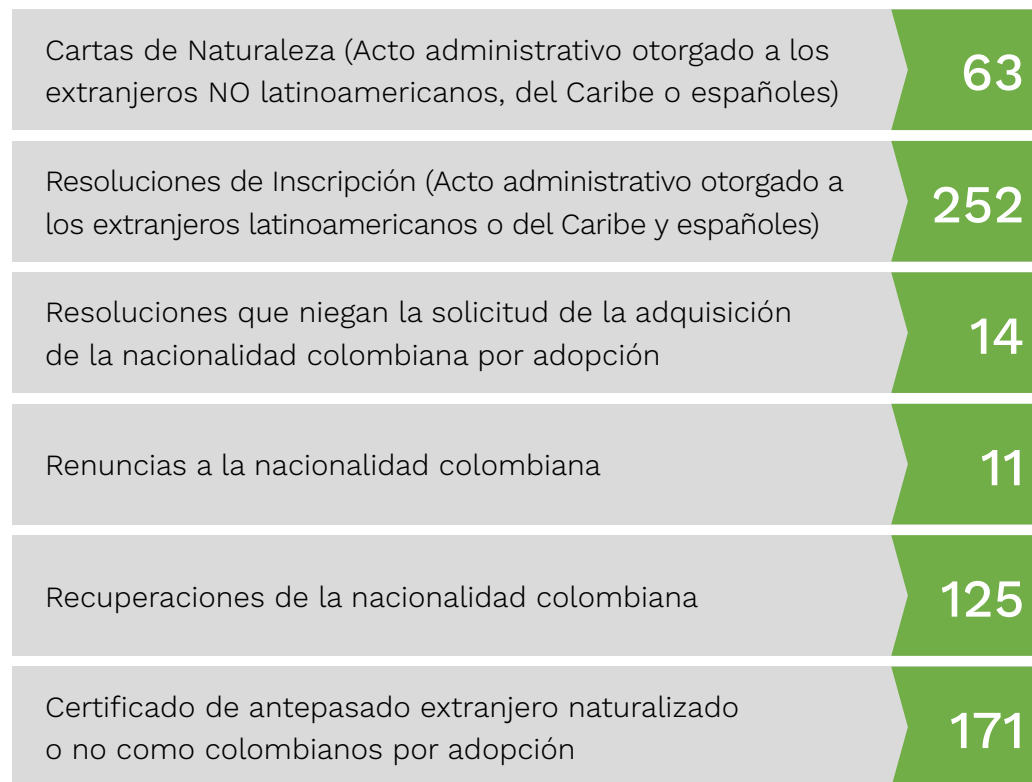 Cartas de Naturaleza (Acto administrativo otorgado a los
extranjeros NO latinoamericanos, del Caribe o españoles)
63
Resoluciones de Inscripción (Acto administrativo otorgado a
los extranjeros latinoamericanos o del Caribe y españoles)
252
Resoluciones que niegan la solicitud de la adquisición
de la nacionalidad colombiana por adopción
14
Renuncias a la nacionalidad colombiana
11
Recuperaciones de la nacionalidad colombiana
125
Certificado de antepasado extranjero naturalizado
o no como colombianos por adopción
171